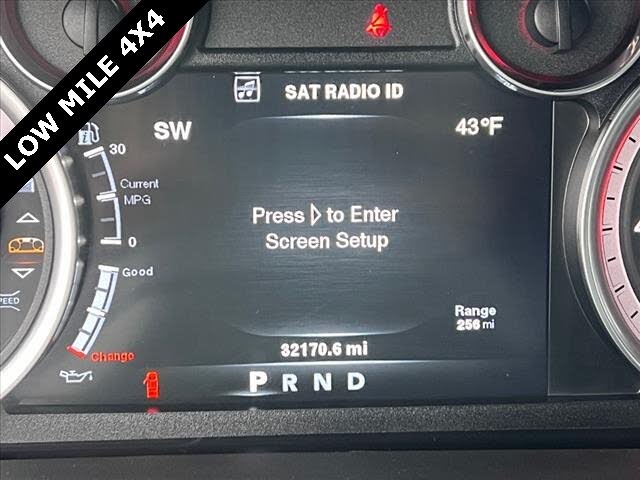 LOW MILE 4X4
SAT RADIO ID
SW
43°F
30
Current
MPG
0
Press ▷ to Enter
Screen Setup
Good
Range
256 mi
Change
32170.6 mi
P R N D